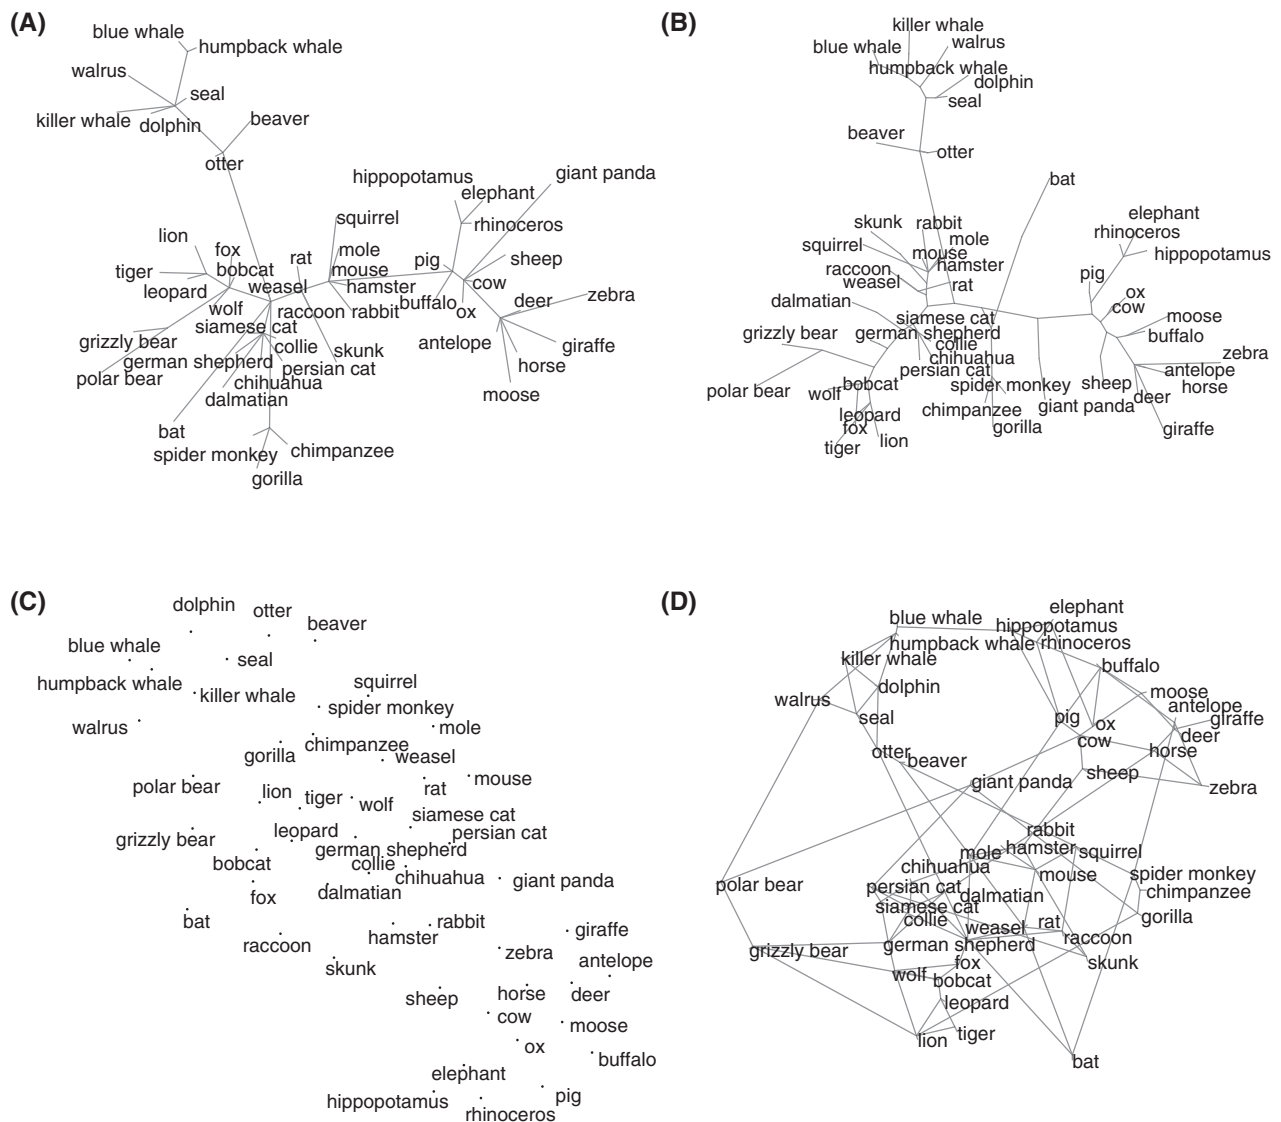 (A)
blue whale
humpback whale
walrus
seal
killer whale
dolphin
beaver
otter
hippopotamus
giant panda
elephant
squirrel
rhinoceros
lion
fox
rat
mole
pig
sheep
tiger
bobcat
mouse
leopard
weasel
hamster
cow
buffalo
deer
zebra
wolf
raccoon
rabbit
ox
siamese cat
grizzly bear
collie
skunk
antelope
giraffe
german shepherd
persian cat
horse
polar bear
chihuahua
dalmatian
moose
bat
spider monkey
chimpanzee
gorilla
(B)
killer whale
blue whale
walrus
humpback whale
dolphin
seal
beaver
otter
bat
skunk
rabbit
elephant
squirrel
mole
rhinoceros
mouse
hippopotamus
raccoon
hamster
weasel
rat
pig
dalmatian
ox
cow
siamese cat
moose
grizzly bear
german shepherd
buffalo
collie
chihuahua
zebra
persian cat
antelope
polar bear
wolf
bobcat
spider monkey
sheep
horse
leopard
chimpanzee
giant panda
deer
fox
gorilla
giraffe
tiger
lion
(C)
dolphin
otter
beaver
blue whale
seal
humpback whale
killer whale
squirrel
spider monkey
walrus
mole
gorilla
chimpanzee
weasel
polar bear
lion
tiger
wolf
rat
mouse
siamese cat
grizzly bear
leopard
persian cat
german shepherd
bobcat
collie
chihuahua
giant panda
fox
dalmatian
bat
rabbit
raccoon
hamster
giraffe
skunk
zebra
antelope
sheep
horse
deer
cow
moose
ox
buffalo
elephant
hippopotamus
pig
rhinoceros
(D)
elephant
blue whale
hippopotamus
humpback whale
rhinoceros
killer whale
buffalo
dolphin
moose
walrus
antelope
seal
pig
ox
giraffe
cow
deer
otter
beaver
horse
giant panda
sheep
zebra
rabbit
mole
hamster
squirrel
chihuahua
mouse
spider monkey
polar bear
persian cat
dalmatian
chimpanzee
siamese cat
collie
weasel
rat
gorilla
grizzly bear
german shepherd
raccoon
fox
skunk
wolf
bobcat
leopard
lion
tiger
bat